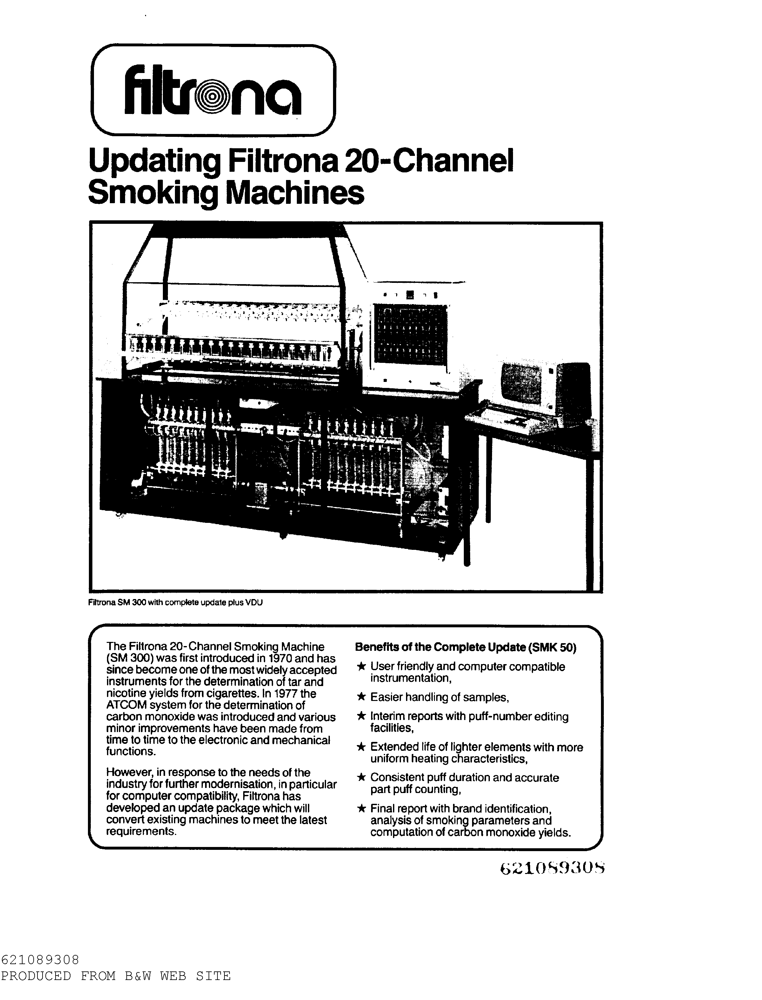 filtrona
Updating Filtrona 20-Channel
Smoking Machines
Filtrona SM 300 with complete update plus VDU
The Filtrona 20-Channel Smoking Machine
(SM 300) was first introduced in 1970 and has
since become one of the most widely accepted
instruments for the determination of tar and
nicotine yields from cigarettes. In 1977 the
ATCOM system for the determination of
carbon monoxide was introduced and various
minor improvements have been made from
time to time to the electronic and mechanical
functions.
However, in response to the needs of the
industry for further modernisation, in particular
for computer compatibility, Filtrona has
developed an update package which will
convert existing machines to meet the latest
requirements.
Benefits of the Complete Update (SMK 50)
★ User friendly and computer compatible
instrumentation,
★ Easier handling of samples,
★ Interim reports with puff-number editing
facilities,
★ Extended life of lighter elements with more
uniform heating characteristics,
★ Consistent puff duration and accurate
part puff counting,
★ Final report with brand identification,
analysis of smoking parameters and
computation of carbon monoxide yields.
621089308
621089308
PRODUCED FROM B&W WEB SITE